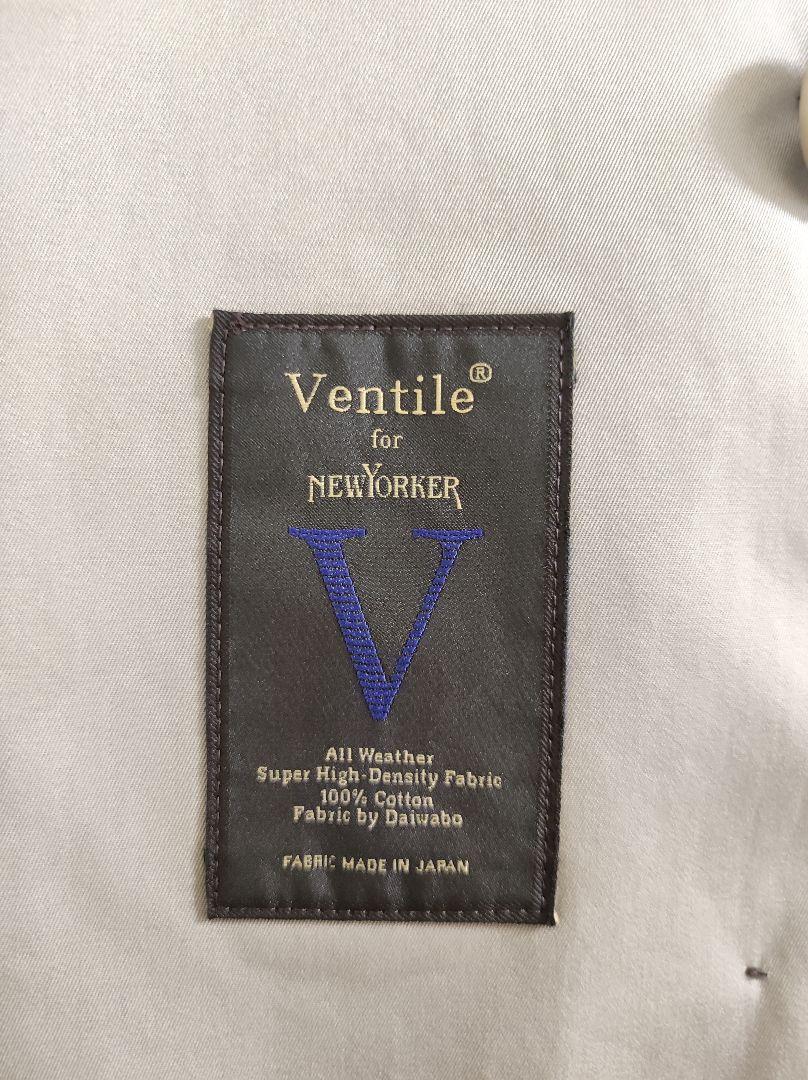 Ventile®
for
NEWYORKER
V
All Weather
Super High-Density Fabric
100% Cotton
Fabric by Daiwabo
FABRIC MADE IN JAPAN